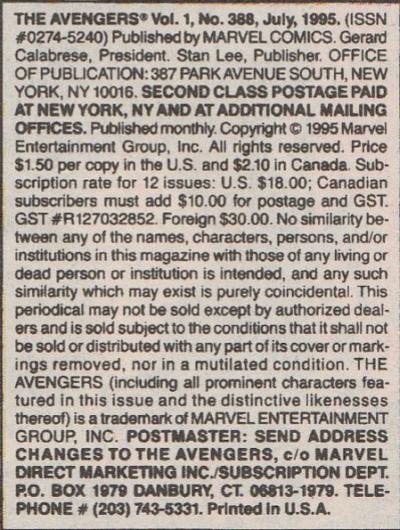 THE AVENGERS® Vol. 1, No. 388, July, 1995. (ISSN
#0274-5240) Published by MARVEL COMICS. Gerard
Calabrese, President. Stan Lee, Publisher. OFFICE
OF PUBLICATION: 387 PARK AVENUE SOUTH, NEW
YORK, NY 10016. SECOND CLASS POSTAGE PAID
AT NEW YORK, NY AND AT ADDITIONAL MAILING
OFFICES. Published monthly. Copyright © 1995 Marvel
Entertainment Group, Inc. All rights reserved. Price
$1.50 per copy in the U.S. and $2.10 in Canada. Sub-
scription rate for 12 issues: U.S. $18.00; Canadian
subscribers must add $10.00 for postage and GST.
GST #R127032852. Foreign $30.00. No similarity be-
tween any of the names, characters, persons, and/or
institutions in this magazine with those of any living or
dead person or institution is intended, and any such
similarity which may exist is purely coincidental. This
periodical may not be sold except by authorized deal-
ers and is sold subject to the conditions that it shall not
be sold or distributed with any part of its cover or mark-
ings removed, nor in a mutilated condition. THE
AVENGERS (including all prominent characters fea-
tured in this issue and the distinctive likenesses
thereof) is a trademark of MARVEL ENTERTAINMENT
GROUP, INC. POSTMASTER: SEND ADDRESS
CHANGES TO THE AVENGERS, c/o MARVEL
DIRECT MARKETING INC./SUBSCRIPTION DEPT.
P.O. BOX 1979 DANBURY, CT. 06813-1979. TELE-
PHONE # (203) 743-5331. Printed In U.S.A.